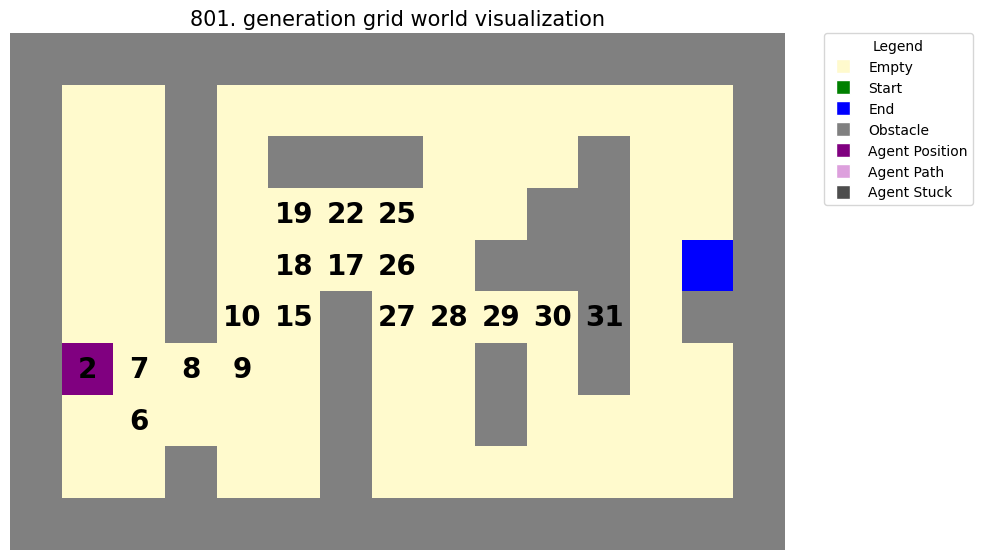 801. generation grid world visualization
Legend
Empty
Start
End
Obstacle
Agent Position
Agent Path
Agent Stuck
19 22 25
18 17 26
10 15 27 28 29 30 31
2 7 8 9
6